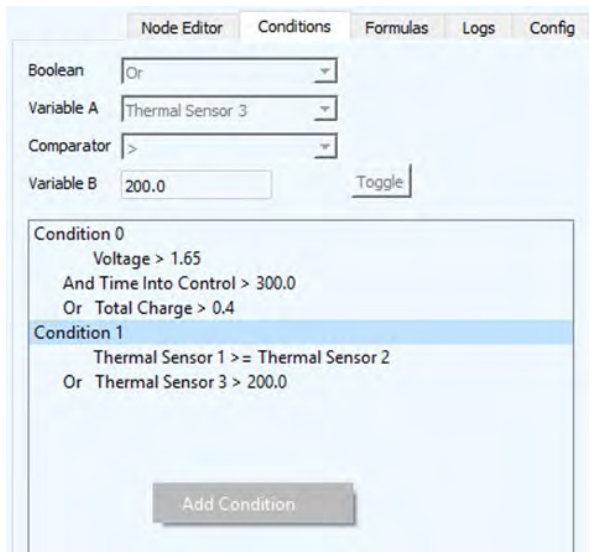 Node Editor Conditions Formulas Logs Config
Boolean Or
Variable A Thermal Sensor 3
Comparator >
Variable B 200.0 Toggle
Condition 0
Voltage > 1.65
And Time Into Control > 300.0
Or Total Charge > 0.4
Condition 1
Thermal Sensor 1 >= Thermal Sensor 2
Or Thermal Sensor 3 > 200.0
Add Condition